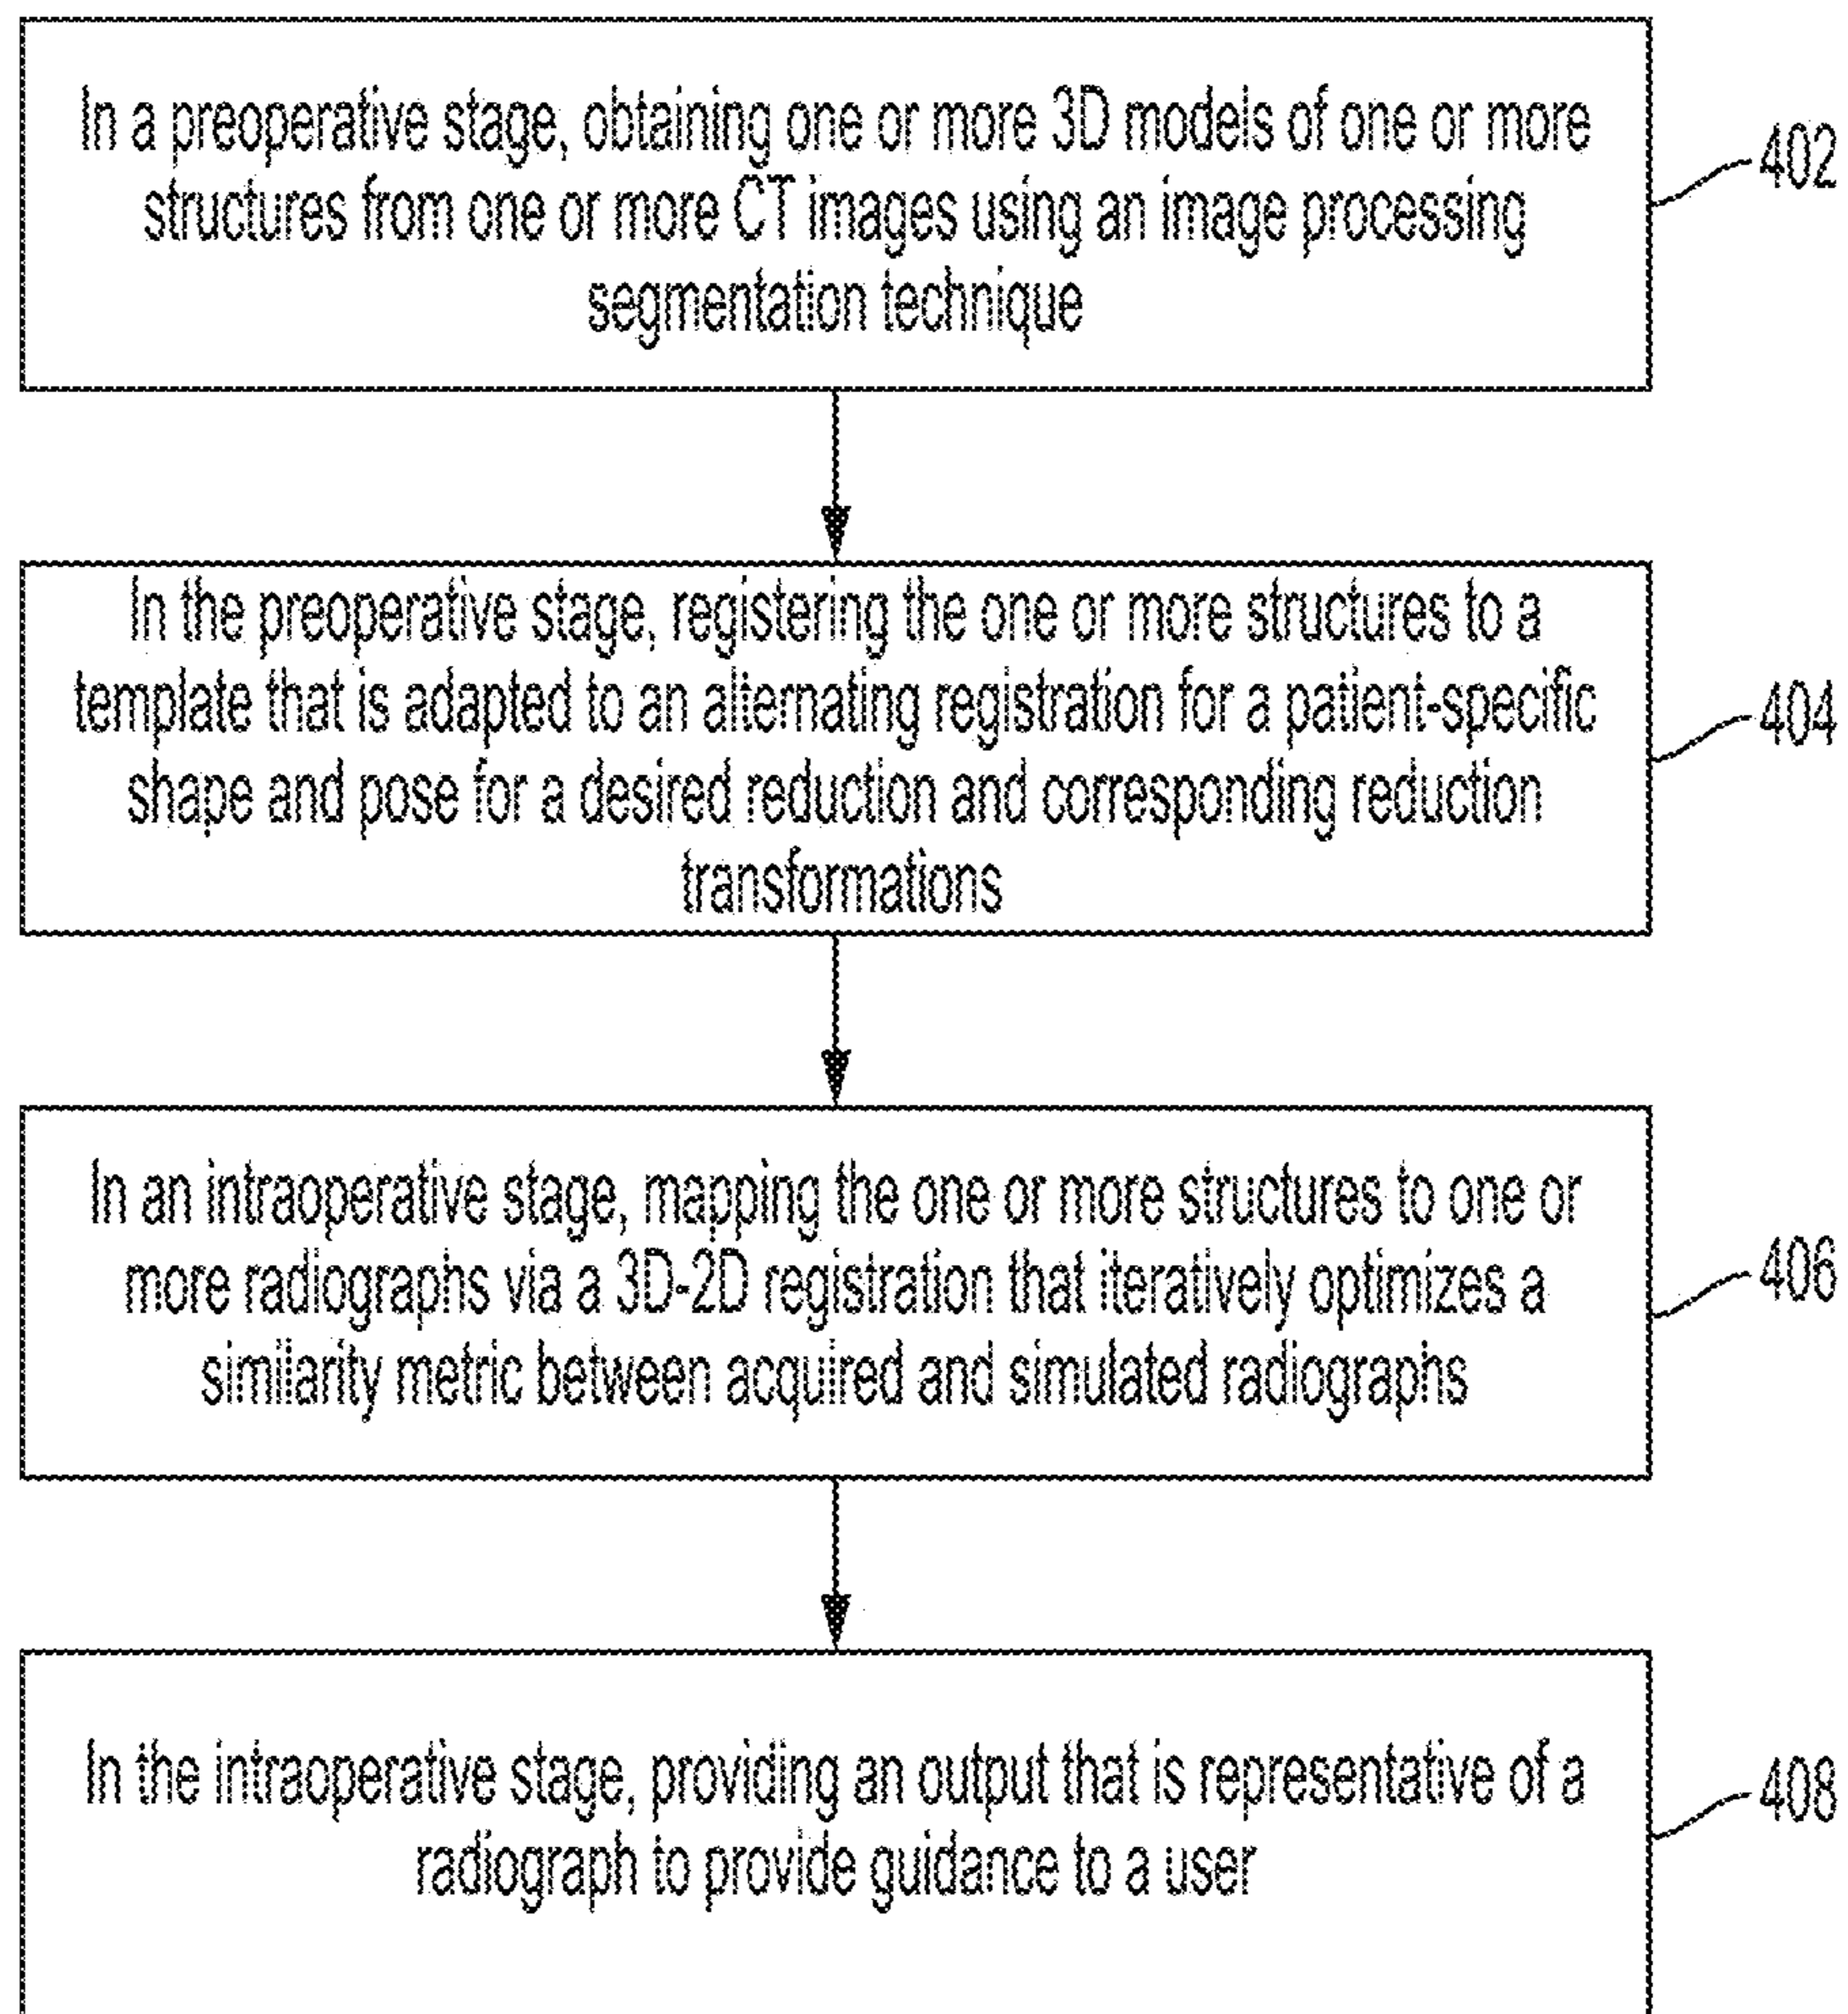 In a preoperative stage, obtaining one or more 3D models of one or more
structures from one or more CT images using an image processing
segmentation technique
402
In the preoperative stage, registering the one or more structures to a
template that is adapted to an alternating registration for a patient-specific
shape and pose for a desired reduction and corresponding reduction
transformations
404
In an intraoperative stage, mapping the one or more structures to one or
more radiographs via a 3D-2D registration that iteratively optimizes a
similarity metric between acquired and simulated radiographs
406
In the intraoperative stage, providing an output that is representative of a
radiograph to provide guidance to a user
408